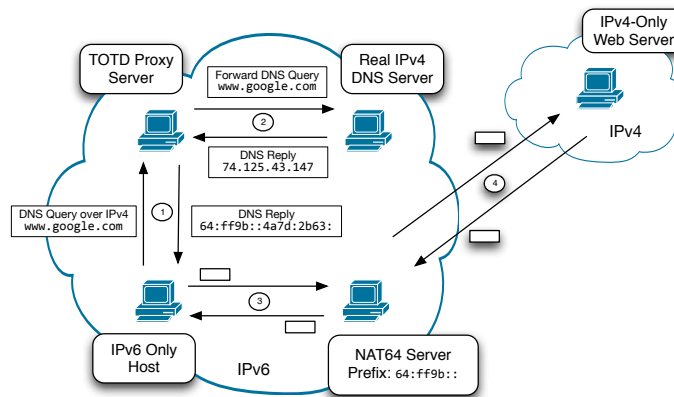 IPv4-Only
Web Server
TOTD Proxy
Server
Forward DNS Query
www.google.com
Real IPv4
DNS Server
2
DNS Reply
74.125.43.147
IPv4
4
DNS Query over IPv4
www.google.com
1
DNS Reply
64:ff9b::4a7d:2b63:
3
IPv6 Only
Host
IPv6
NAT64 Server
Prefix: 64:ff9b::